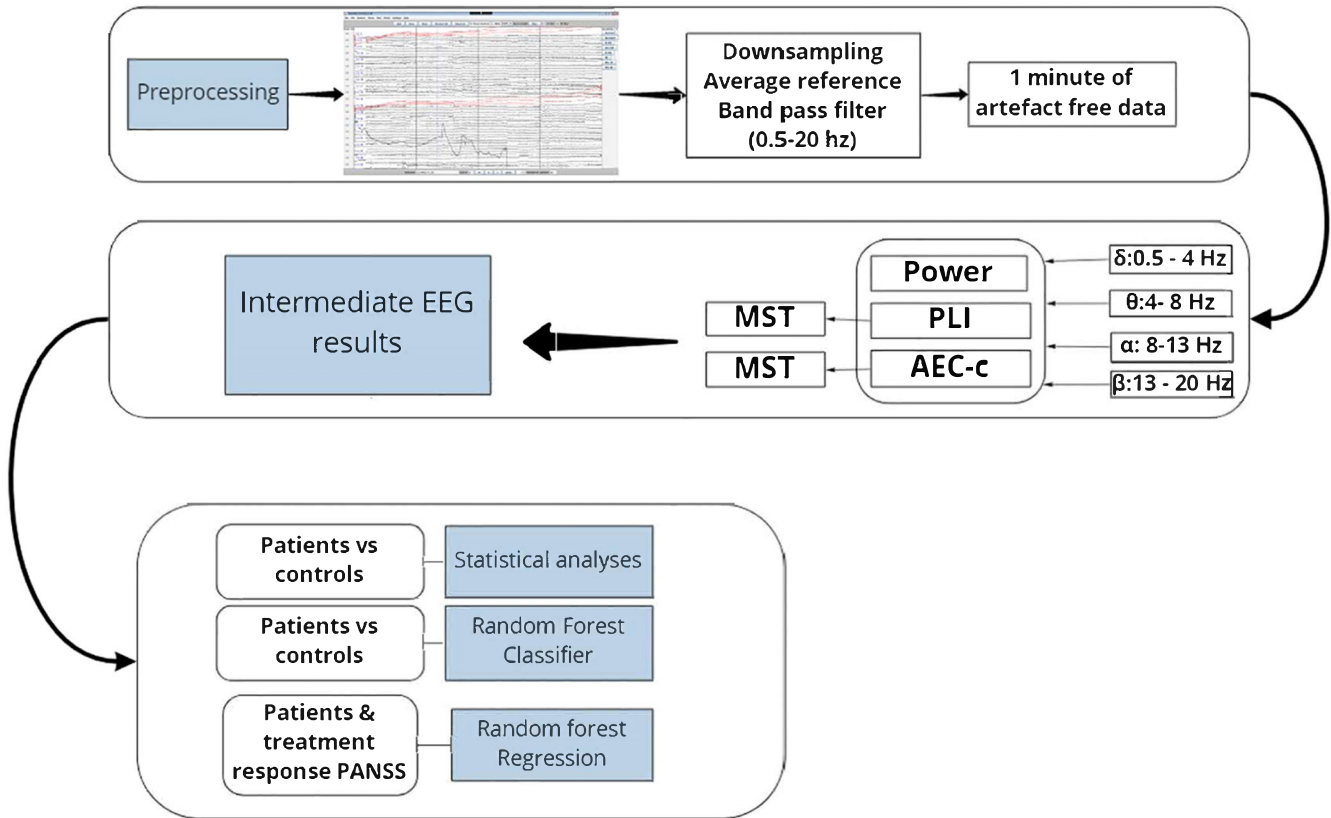 Preprocessing
Downsampling
Average reference
Band pass filter
(0.5-20 hz)
1 minute of
artefact free data
δ:0.5 - 4 Hz
θ:4- 8 Hz
α: 8-13 Hz
β:13 - 20 Hz
Power
PLI
AEC-c
MST
MST
Intermediate EEG
results
Patients vs
controls
Statistical analyses
Patients vs
controls
Random Forest
Classifier
Patients &
treatment
response PANSS
Random forest
Regression